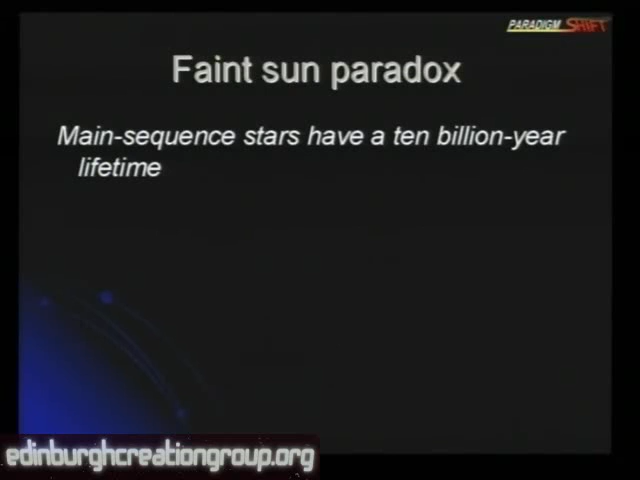 PARADIGM SHIFT
Faint sun paradox
Main-sequence stars have a ten billion-year
lifetime
edinburghcreationgroup.org